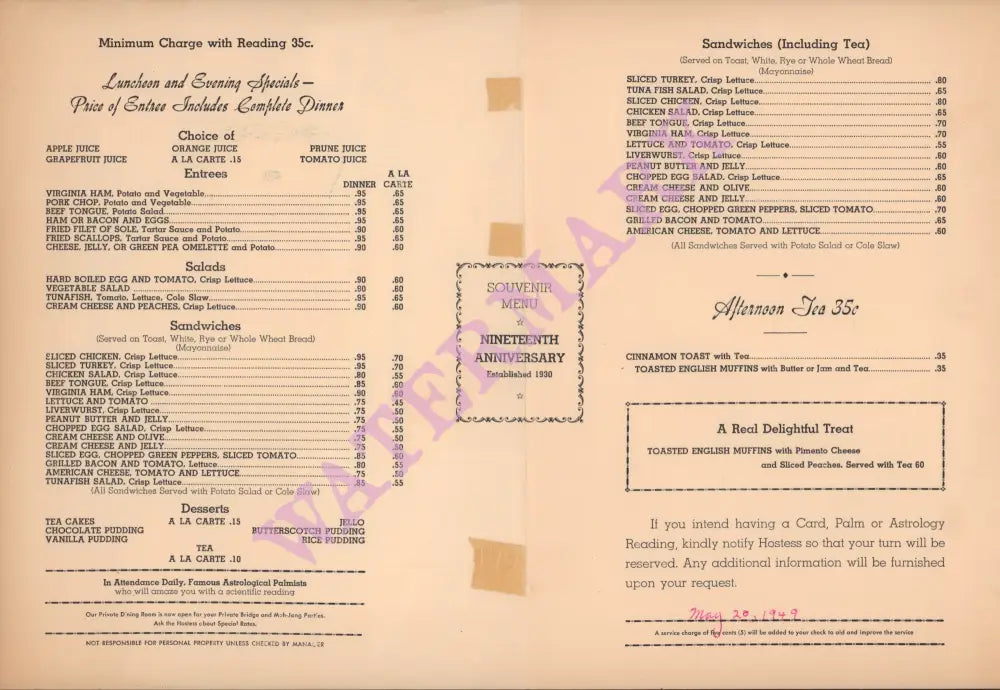 Minimum Charge with Reading 35c.
Luncheon and Evening Specials —
Price of Entree Includes Complete Dinner
Choice of
APPLE JUICE ORANGE JUICE PRUNE JUICE
GRAPEFRUIT JUICE A LA CARTE .15 TOMATO JUICE
Entrees A LA
DINNER CARTE
VIRGINIA HAM, Potato and Vegetable .95 .65
PORK CHOP, Potato and Vegetable .95 .65
BEEF TONGUE, Potato Salad .95 .65
HAM OR BACON AND EGGS .95 .65
FRIED FILET OF SOLE, Tartar Sauce and Potato .90 .60
FRIED SCALLOPS, Tartar Sauce and Potato .95 .65
CHEESE, JELLY, OR GREEN PEA OMELETTE and Potato .90 .60
Salads
HARD BOILED EGG AND TOMATO, Crisp Lettuce .90 .60
VEGETABLE SALAD .90 .60
TUNAFISH, Tomato, Lettuce, Cole Slaw .95 .65
CREAM CHEESE AND PEACHES, Crisp Lettuce .90 .60
Sandwiches
(Served on Toast, White, Rye or Whole Wheat Bread)
(Mayonnaise)
SLICED CHICKEN, Crisp Lettuce .95 .70
SLICED TURKEY, Crisp Lettuce .95 .70
CHICKEN SALAD, Crisp Lettuce .80 .55
BEEF TONGUE, Crisp Lettuce .85 .60
VIRGINIA HAM, Crisp Lettuce .90 .60
LETTUCE AND TOMATO .75 .45
LIVERWURST, Crisp Lettuce .75 .50
PEANUT BUTTER AND JELLY .75 .50
CHOPPED EGG SALAD, Crisp Lettuce .75 .55
CREAM CHEESE AND OLIVE .75 .50
CREAM CHEESE AND JELLY .75 .50
SLICED EGG, CHOPPED GREEN PEPPERS, SLICED TOMATO .85 .60
GRILLED BACON AND TOMATO, Lettuce .80 .55
AMERICAN CHEESE, TOMATO AND LETTUCE .75 .50
TUNAFISH SALAD, Crisp Lettuce .85 .55
(All Sandwiches Served with Potato Salad or Cole Slaw)
Desserts
TEA CAKES A LA CARTE .15 JELLO
CHOCOLATE PUDDING BUTTERSCOTCH PUDDING
VANILLA PUDDING RICE PUDDING
TEA
A LA CARTE .10
In Attendance Daily, Famous Astrological Palmists
who will amaze you with a scientific reading
Our Private Dining Room is now open for your Private Bridge and Mah-Jong Parties.
Ask the Hostess about Special Rates.
NOT RESPONSIBLE FOR PERSONAL PROPERTY UNLESS CHECKED BY MANAGER
SOUVENIR
MENU
NINETEENTH
ANNIVERSARY
Established 1930
Sandwiches (Including Tea)
(Served on Toast, White, Rye or Whole Wheat Bread)
(Mayonnaise)
SLICED TURKEY, Crisp Lettuce .80
TUNA FISH SALAD, Crisp Lettuce .65
SLICED CHICKEN, Crisp Lettuce .80
CHICKEN SALAD, Crisp Lettuce .65
BEEF TONGUE, Crisp Lettuce .70
VIRGINIA HAM, Crisp Lettuce .70
LETTUCE AND TOMATO, Crisp Lettuce .55
LIVERWURST, Crisp Lettuce .60
PEANUT BUTTER AND JELLY .60
CHOPPED EGG SALAD, Crisp Lettuce .65
CREAM CHEESE AND OLIVE .60
CREAM CHEESE AND JELLY .60
SLICED EGG, CHOPPED GREEN PEPPERS, SLICED TOMATO .70
GRILLED BACON AND TOMATO .65
AMERICAN CHEESE, TOMATO AND LETTUCE .60
(All Sandwiches Served with Potato Salad or Cole Slaw)
Afternoon Tea 35c
CINNAMON TOAST with Tea .35
TOASTED ENGLISH MUFFINS with Butter or Jam and Tea .35
A Real Delightful Treat
TOASTED ENGLISH MUFFINS with Pimento Cheese
and Sliced Peaches, Served with Tea 60
If you intend having a Card, Palm or Astrology
Reading, kindly notify Hostess so that your turn will be
reserved. Any additional information will be furnished
upon your request.
May 20, 1949
A service charge of five cents (5) will be added to your check to aid and improve the service
WATERMARK